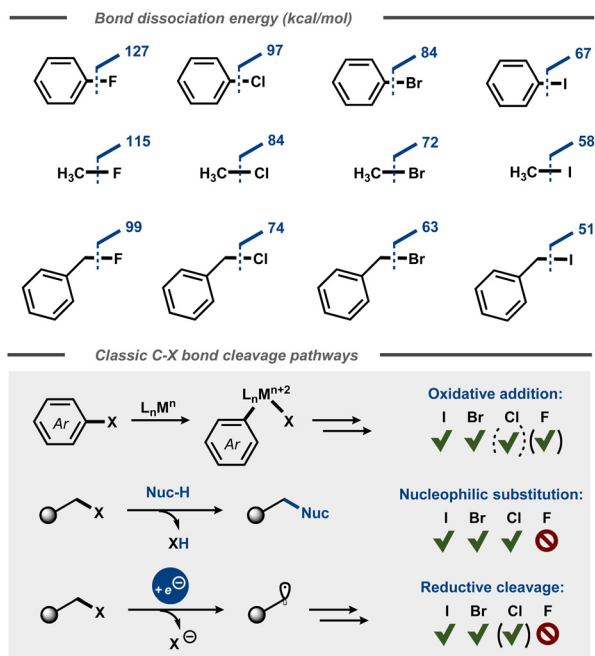 Bond dissociation energy (kcal/mol)
127 97 84 67
F Cl Br I
115 84 72 58
H₃C F H₃C Cl H₃C Br H₃C I
99 74 63 51
F Cl Br I
Classic C-X bond cleavage pathways
Ar X LₙMⁿ LₙMⁿ⁺² X Ar
Oxidative addition:
I Br Cl F
X Nuc-H XH Nuc
Nucleophilic substitution:
I Br Cl F
X + e⊖ X⊖
Reductive cleavage:
I Br Cl F